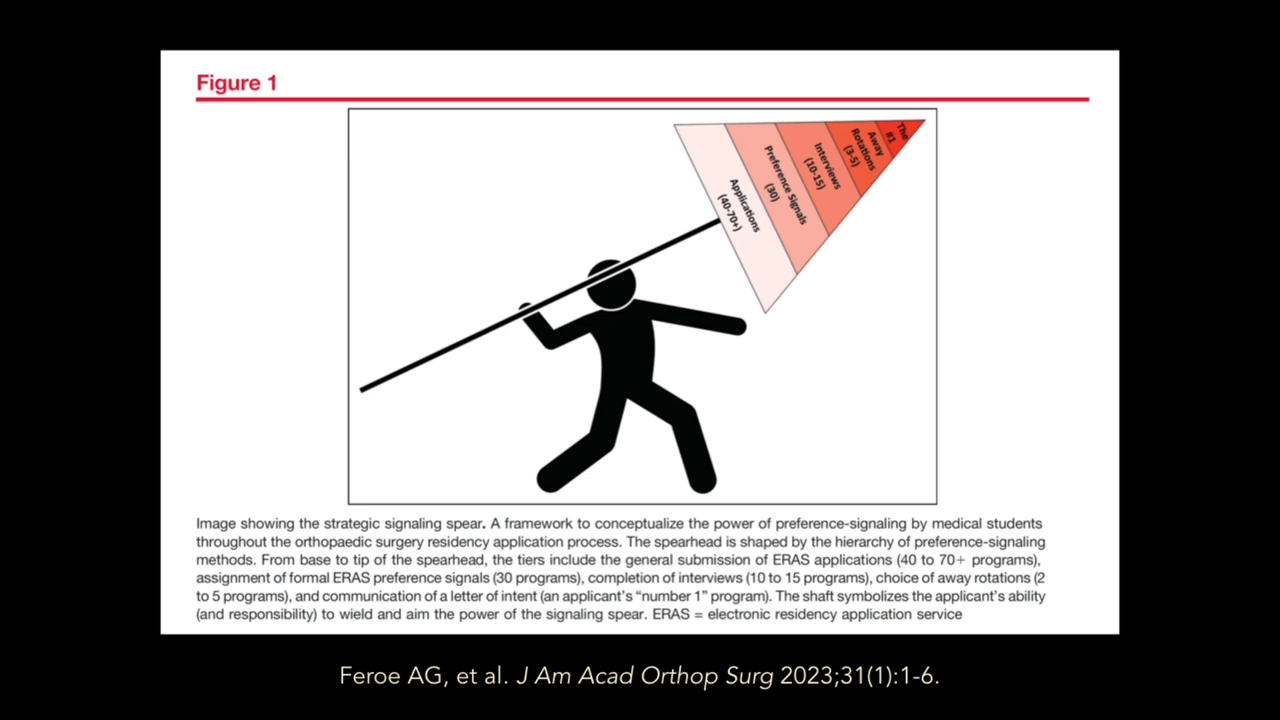 Figure 1
Applications
(40-70+)
Preference Signals
(30)
Interviews
(10-15)
Away
Rotations
(3-5)
The
#1
Image showing the strategic signaling spear. A framework to conceptualize the power of preference-signaling by medical students
throughout the orthopaedic surgery residency application process. The spearhead is shaped by the hierarchy of preference-signaling
methods. From base to tip of the spearhead, the tiers include the general submission of ERAS applications (40 to 70+ programs),
assignment of formal ERAS preference signals (30 programs), completion of interviews (10 to 15 programs), choice of away rotations (2
to 5 programs), and communication of a letter of intent (an applicant's “number 1” program). The shaft symbolizes the applicant's ability
(and responsibility) to wield and aim the power of the signaling spear. ERAS = electronic residency application service
Feroe AG, et al. J Am Acad Orthop Surg 2023;31(1):1-6.